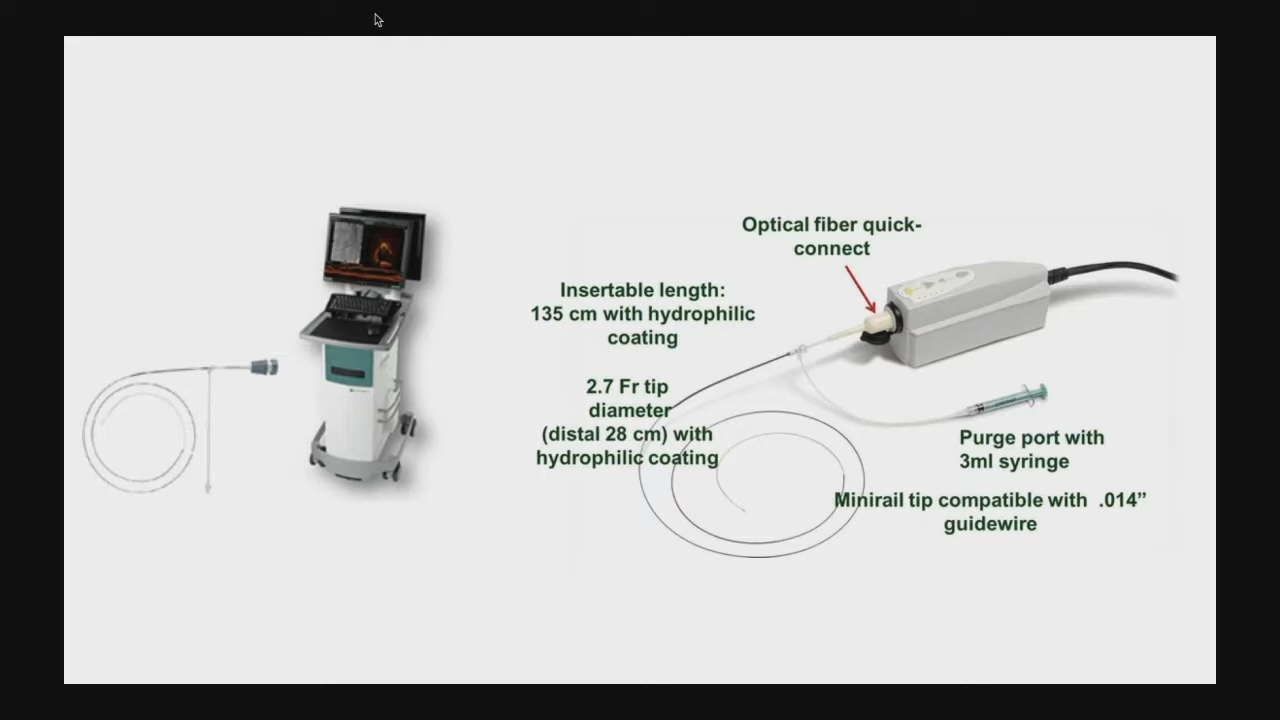 Optical fiber quick-
connect
Insertable length:
135 cm with hydrophilic
coating
2.7 Fr tip
diameter
(distal 28 cm) with
hydrophilic coating
Purge port with
3ml syringe
Minirail tip compatible with .014”
guidewire